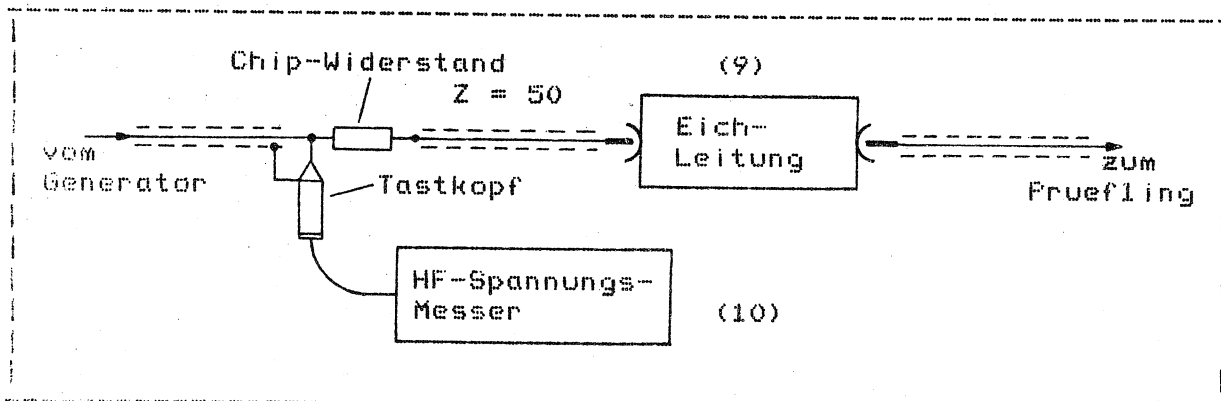 Chip-Widerstand
(9)
Z = 50
Eich-
Leitung
vom
Generator
Tastkopf
zum
Pruefling
HF-Spannungs-
Messer
(10)